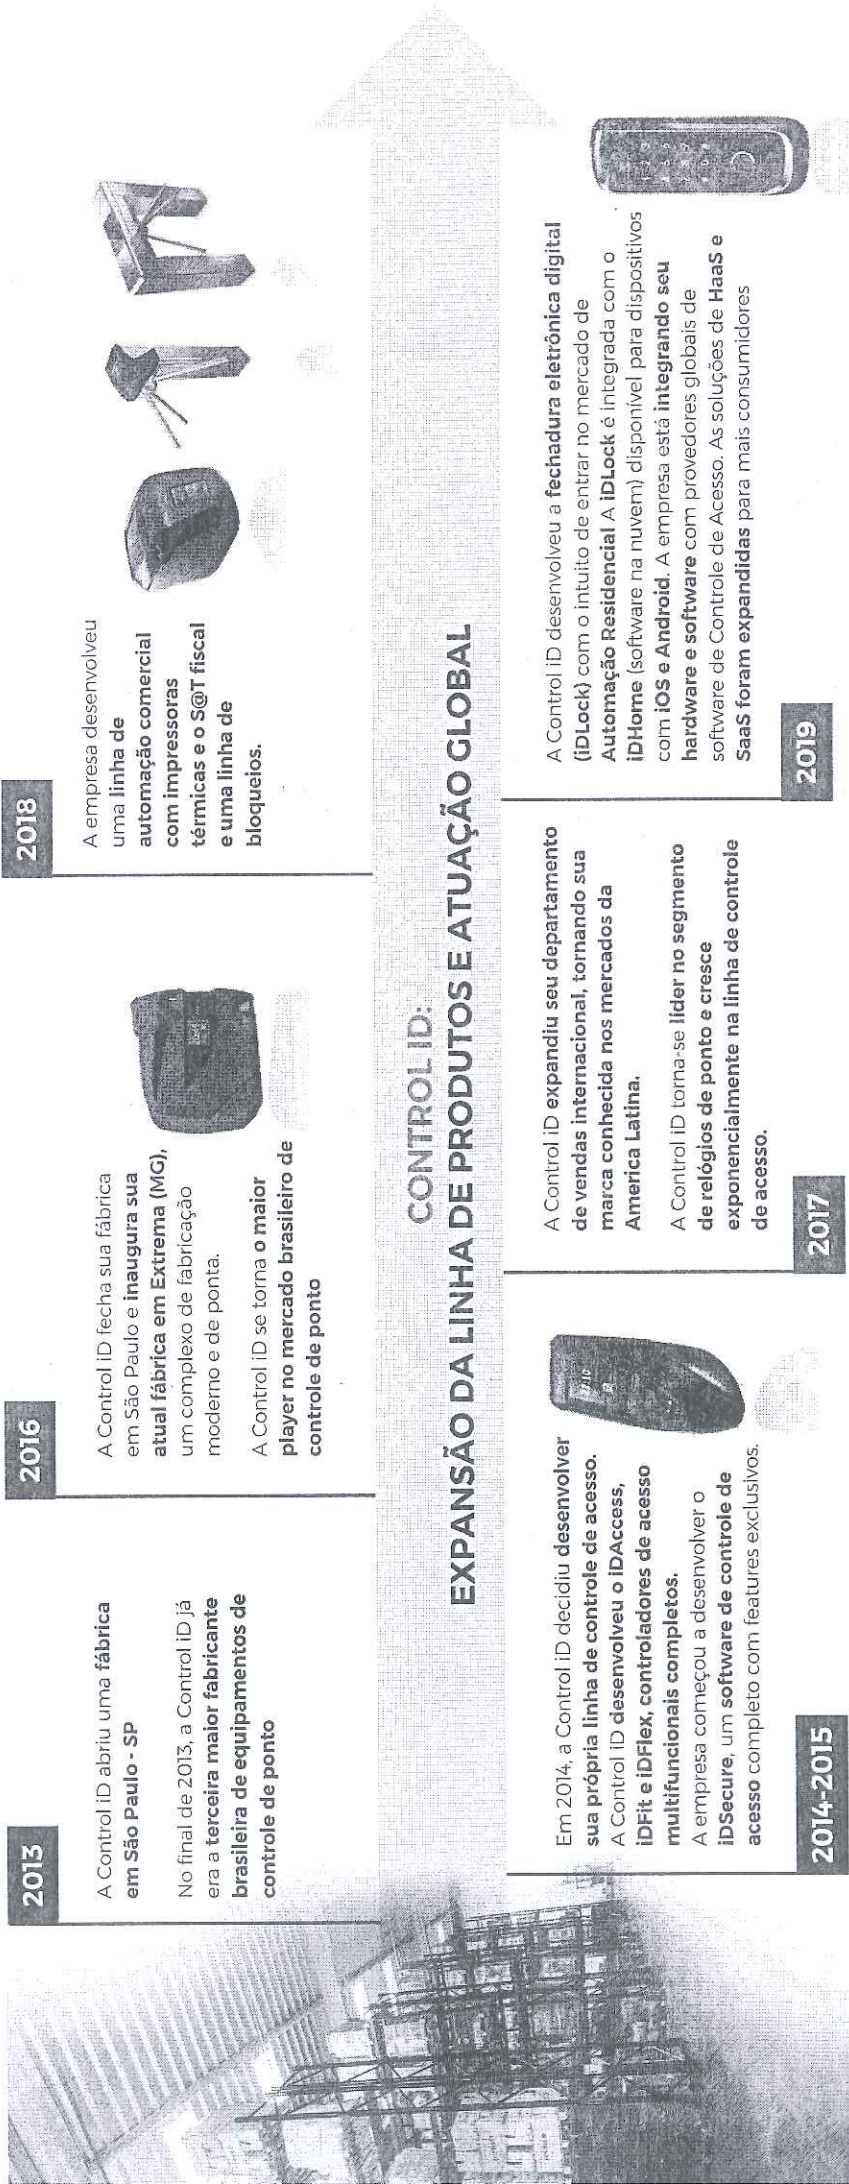 2013
A Control iD abriu uma fábrica
em São Paulo - SP
No final de 2013, a Control iD já
era a terceira maior fabricante
brasileira de equipamentos de
controle de ponto
2016
A Control iD fecha sua fábrica
em São Paulo e inaugura sua
atual fábrica em Extrema (MG),
um complexo de fabricação
moderno e de ponta.
A Control iD se torna o maior
player no mercado brasileiro de
controle de ponto
2018
A empresa desenvolveu
uma linha de
automação comercial
com impressoras
térmicas e o S@T fiscal
e uma linha de
bloqueios.
CONTROL ID:
EXPANSÃO DA LINHA DE PRODUTOS E ATUAÇÃO GLOBAL
Em 2014, a Control iD decidiu desenvolver
sua própria linha de controle de acesso.
A Control iD desenvolveu o iDAccess,
iDFit e iDFlex, controladores de acesso
multifuncionais completos.
A empresa começou a desenvolver o
iDSecure, um software de controle de
acesso completo com features exclusivos.
2014-2015
A Control iD expandiu seu departamento
de vendas internacional, tornando sua
marca conhecida nos mercados da
America Latina.
A Control iD torna-se líder no segmento
de relógios de ponto e cresce
exponencialmente na linha de controle
de acesso.
2017
A Control iD desenvolveu a fechadura eletrônica digital
(iDLock) com o intuito de entrar no mercado de
Automação Residencial A iDLock é integrada com o
iDHome (software na nuvem) disponível para dispositivos
com iOS e Android. A empresa está integrando seu
hardware e software com provedores globais de
software de Controle de Acesso. As soluções de HaaS e
SaaS foram expandidas para mais consumidores
2019